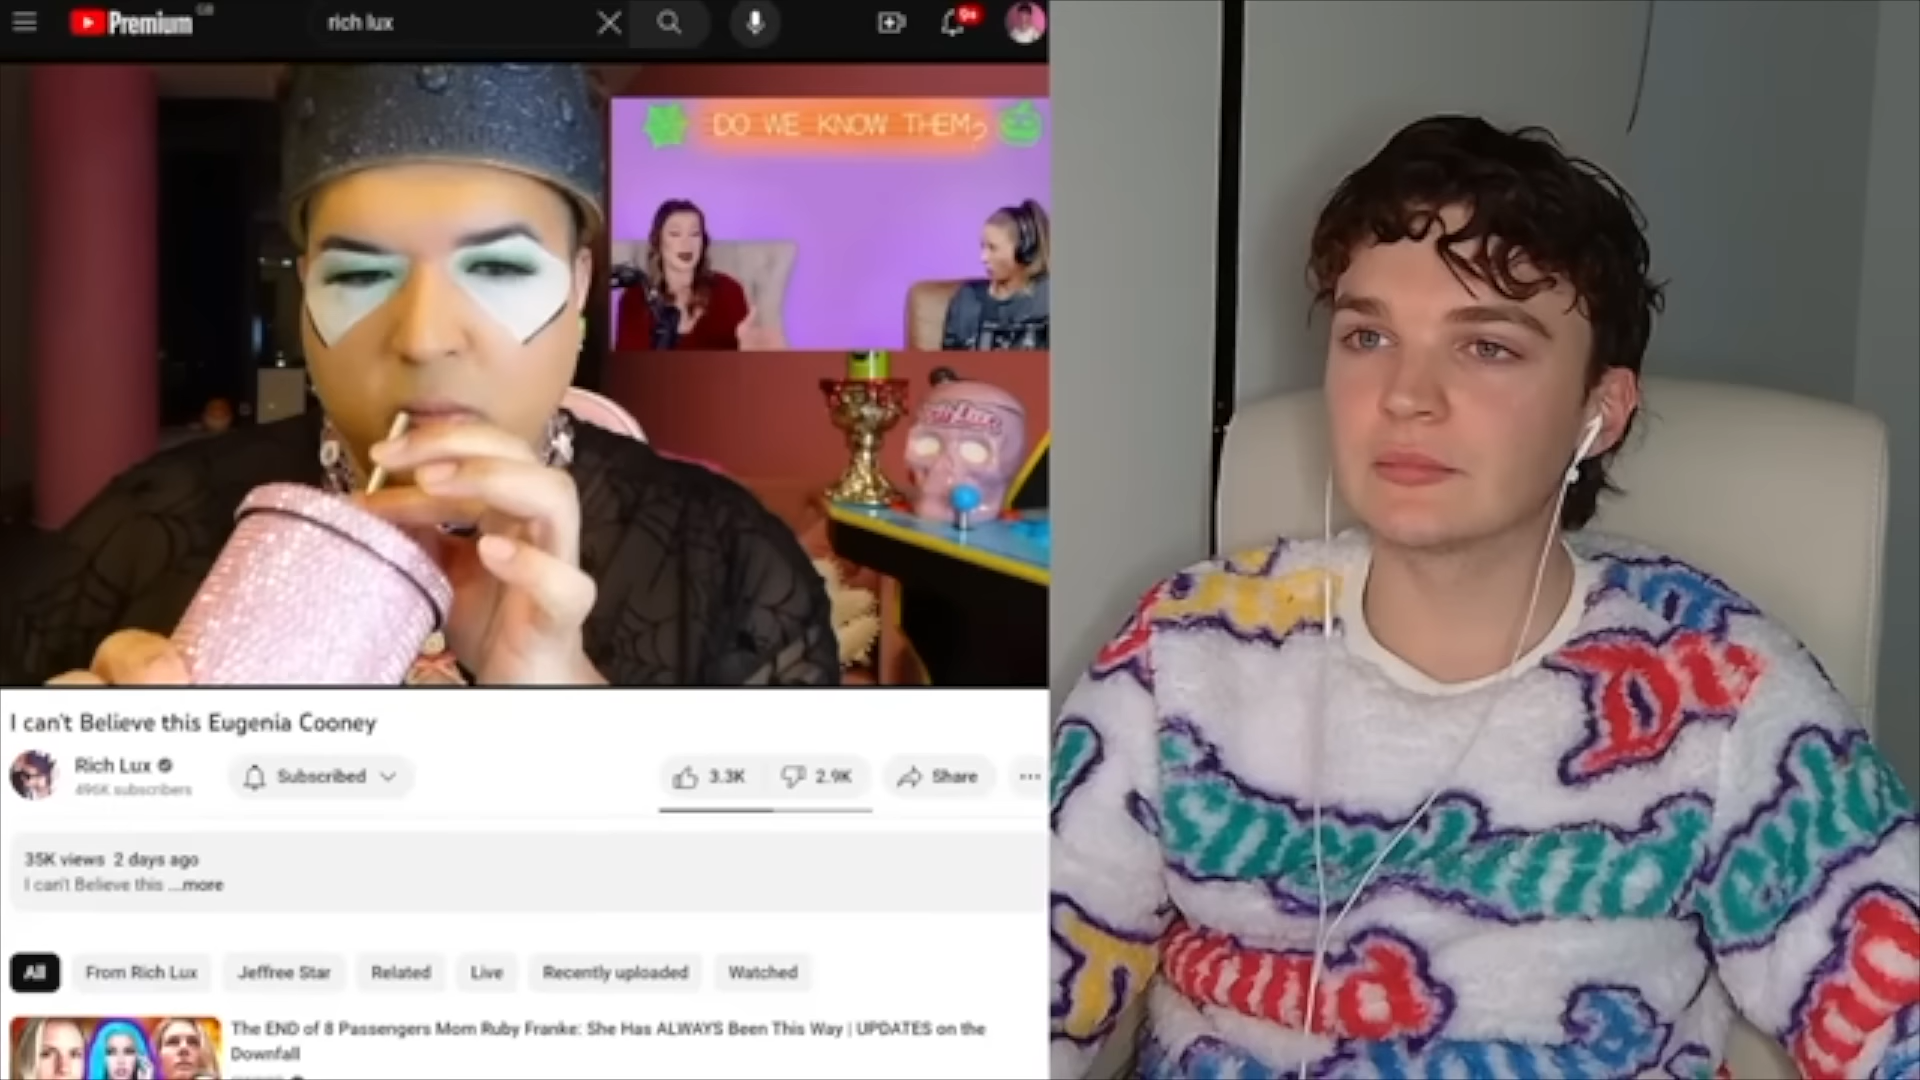 Premium GB
rich lux
9+
DO WE KNOW THEM?
I can't Believe this Eugenia Cooney
Rich Lux
496K subscribers
Subscribed
3.3K
2.9K
Share
35K views 2 days ago
I can't Believe this ...more
All
From Rich Lux
Jeffree Star
Related
Live
Recently uploaded
Watched
The END of 8 Passengers Mom Ruby Franke: She Has ALWAYS Been This Way | UPDATES on the
Downfall